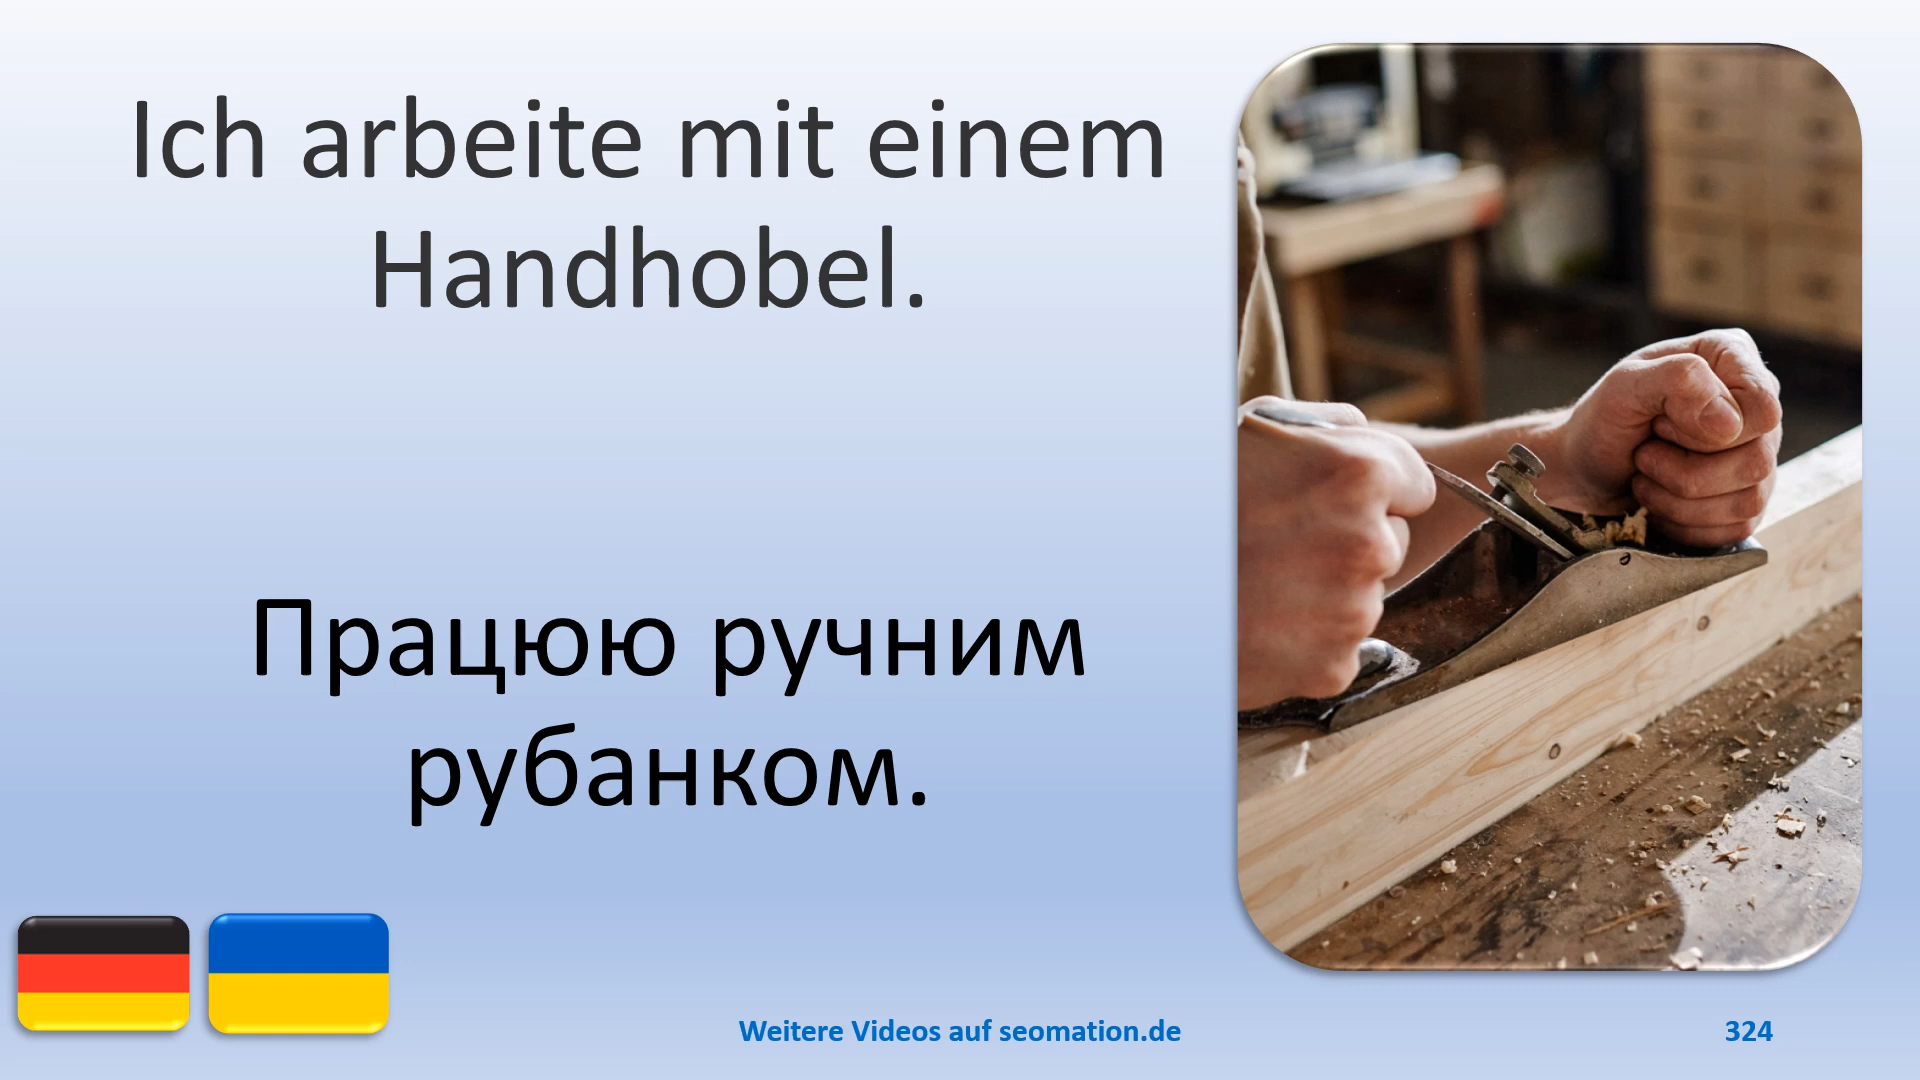 Ich arbeite mit einem
Handhobel.
Працюю ручним
рубанком.
Weitere Videos auf seomation.de
324